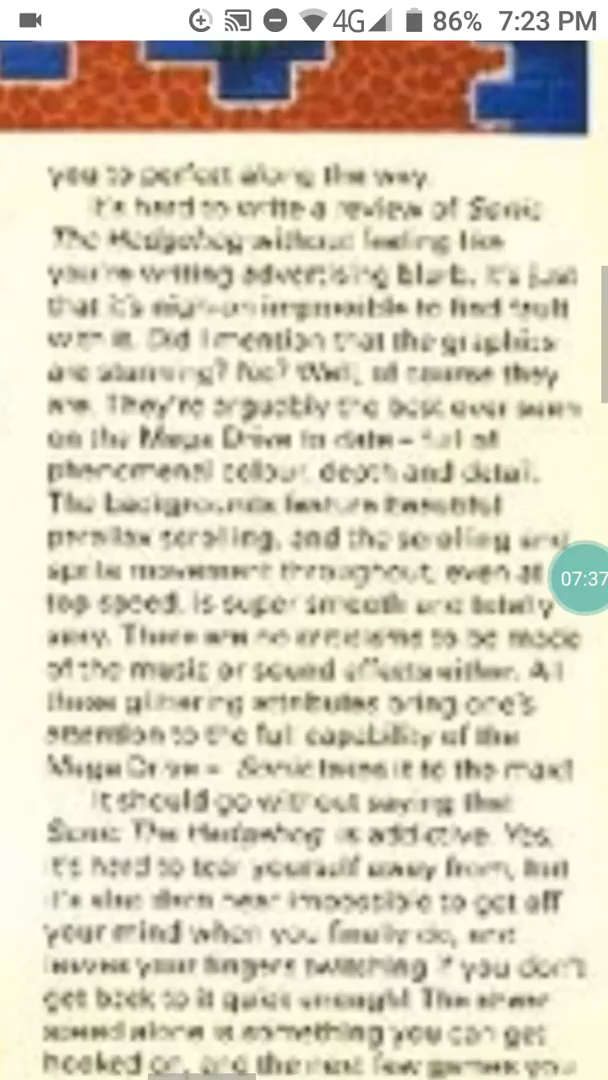 4G 86% 7:23 PM
you to perfect along the way.
It's hard to write a review of Sonic
The Hedgehog without feeling like
you're writing advertising blurb. It's just
that it's nigh-on impossible to find fault
with it. Did I mention that the graphics
are stunning? No? Well, of course they
are. They're arguably the best ever seen
on the Mega Drive to date – full of
phenomenal colour, depth and detail.
The backgrounds feature beautiful
parallax scrolling, and the scrolling and
sprite movement throughout, even at
07:37
top speed, is super smooth and totally
There are no criticisms to be made
of the music or sound effects either. All
these glittering attributes bring one's
attention to the full capability of the
Mega Drive – Sonic takes it to the max!
It should go without saying that
Sonic The Hedgehog is addictive. Yes,
it's hard to tear yourself away from, but
it's also darn near impossible to get off
your mind when you finally do, and
leaves your fingers twitching if you don't
get back to it quick enough! The sheer
speed alone is something you can get
hooked on, and the next few games you